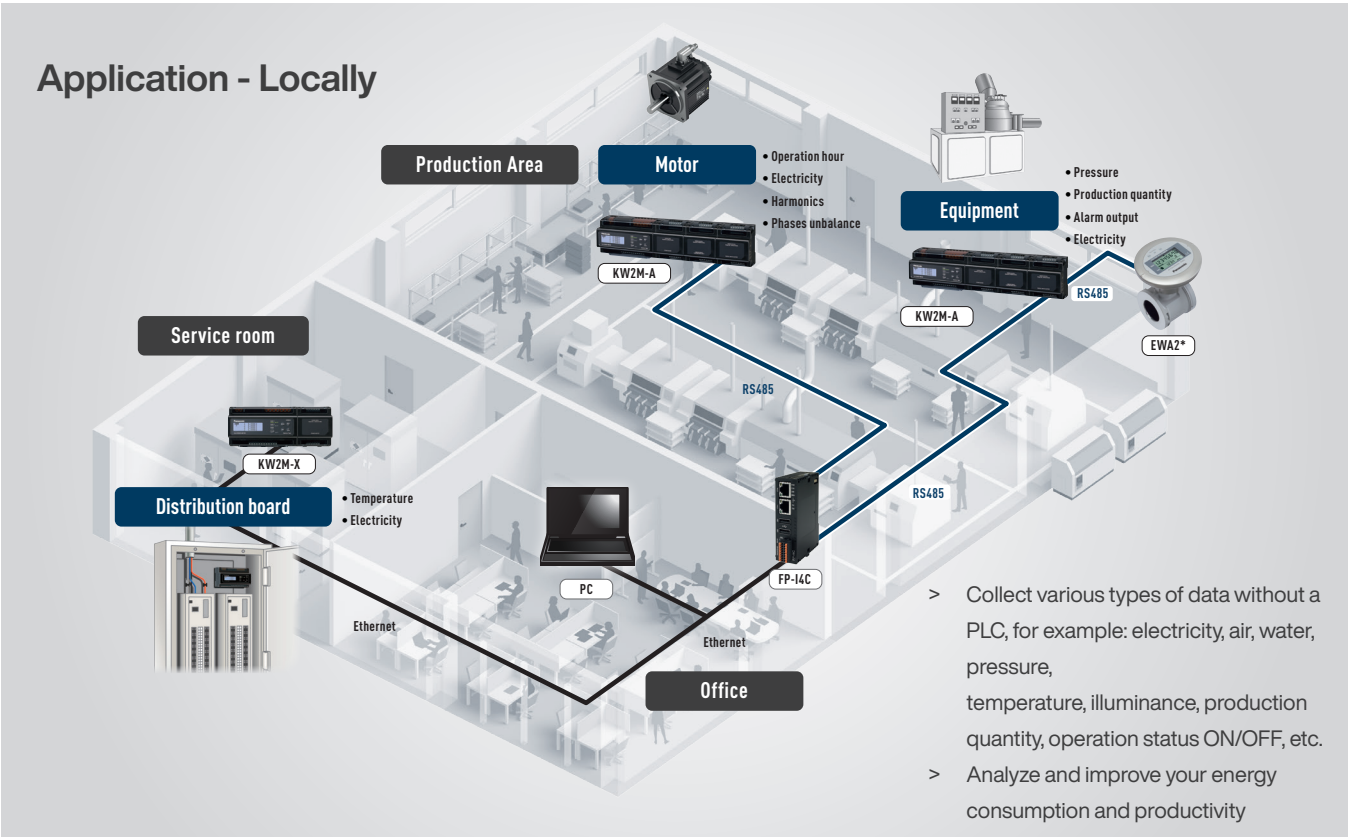 Application - Locally
Production Area
Motor
• Operation hour
• Electricity
• Harmonics
• Phases unbalance
KW2M-A
Equipment
• Pressure
• Production quantity
• Alarm output
• Electricity
KW2M-A
RS485
EWA2*
Service room
KW2M-X
Distribution board
• Temperature
• Electricity
RS485
RS485
PC
FP-I4C
Ethernet
Ethernet
Office
> Collect various types of data without a
PLC, for example: electricity, air, water,
pressure,
temperature, illuminance, production
quantity, operation status ON/OFF, etc.
> Analyze and improve your energy
consumption and productivity